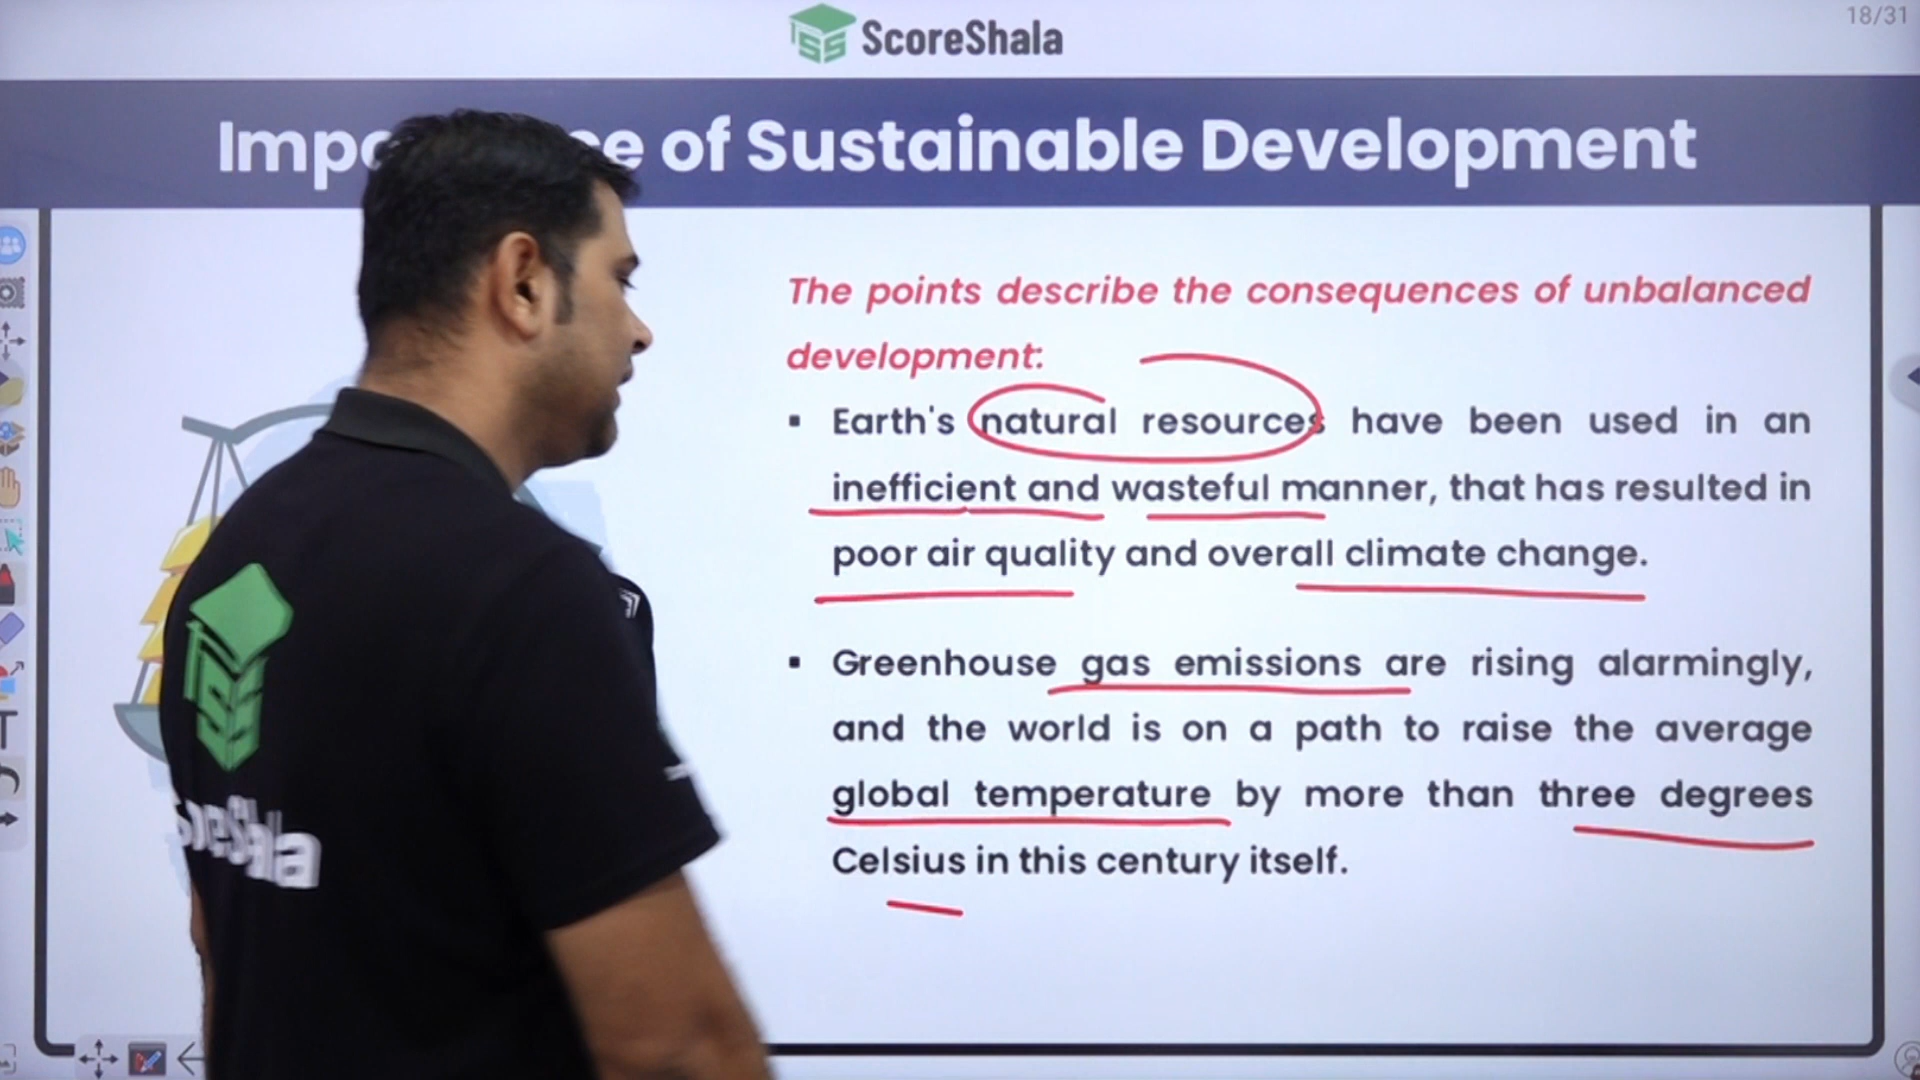 ScoreShala
18/31
of Sustainable Development
The points describe the consequences of unbalanced
development:
▪ Earth's natural resources have been used in an
inefficient and wasteful manner, that has resulted in
poor air quality and overall climate change.
▪ Greenhouse gas emissions are rising alarmingly,
and the world is on a path to raise the average
global temperature by more than three degrees
Celsius in this century itself.